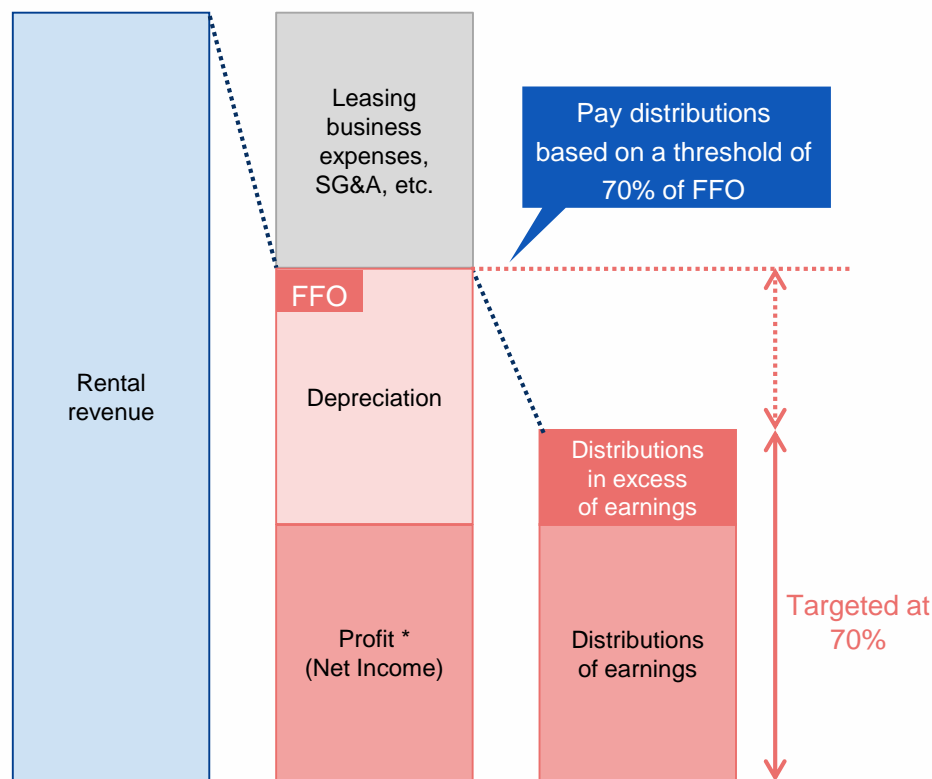 Rental
revenue
Leasing
business
expenses,
SG&A, etc.
FFO
Depreciation
Profit *
(Net Income)
Pay distributions
based on a threshold of
70% of FFO
Distributions
in excess
of earnings
Distributions
of earnings
Targeted at
70%